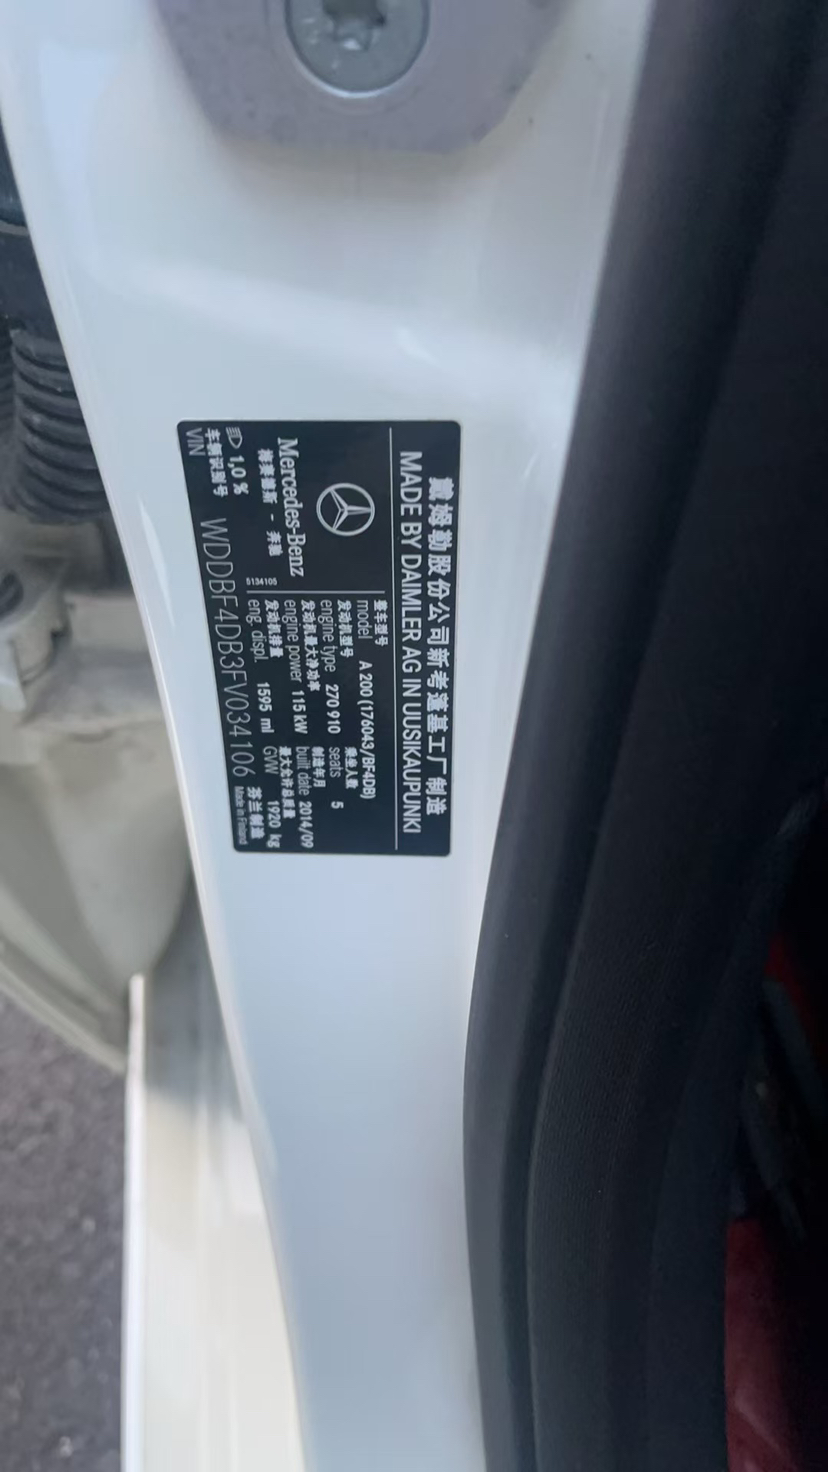 戴姆勒股份公司新考蓬基工厂制造
MADE BY DAIMLER AG IN UUSIKAUPUNKI
整车型号
model A 200 (176043/BF4DB)
发动机型号 乘坐人数
engine type 270 910 seats 5
发动机最大净功率 制造年月
engine power 115 kW built date 2014/09
发动机排量 最大允许总质量
eng. displ. 1595 ml GVW 1920 kg
Mercedes-Benz
梅赛德斯 - 奔驰
5134105
1,0 %
车辆识别号
VIN WDDBF4DB3FV034106
芬兰制造
Made in Finland